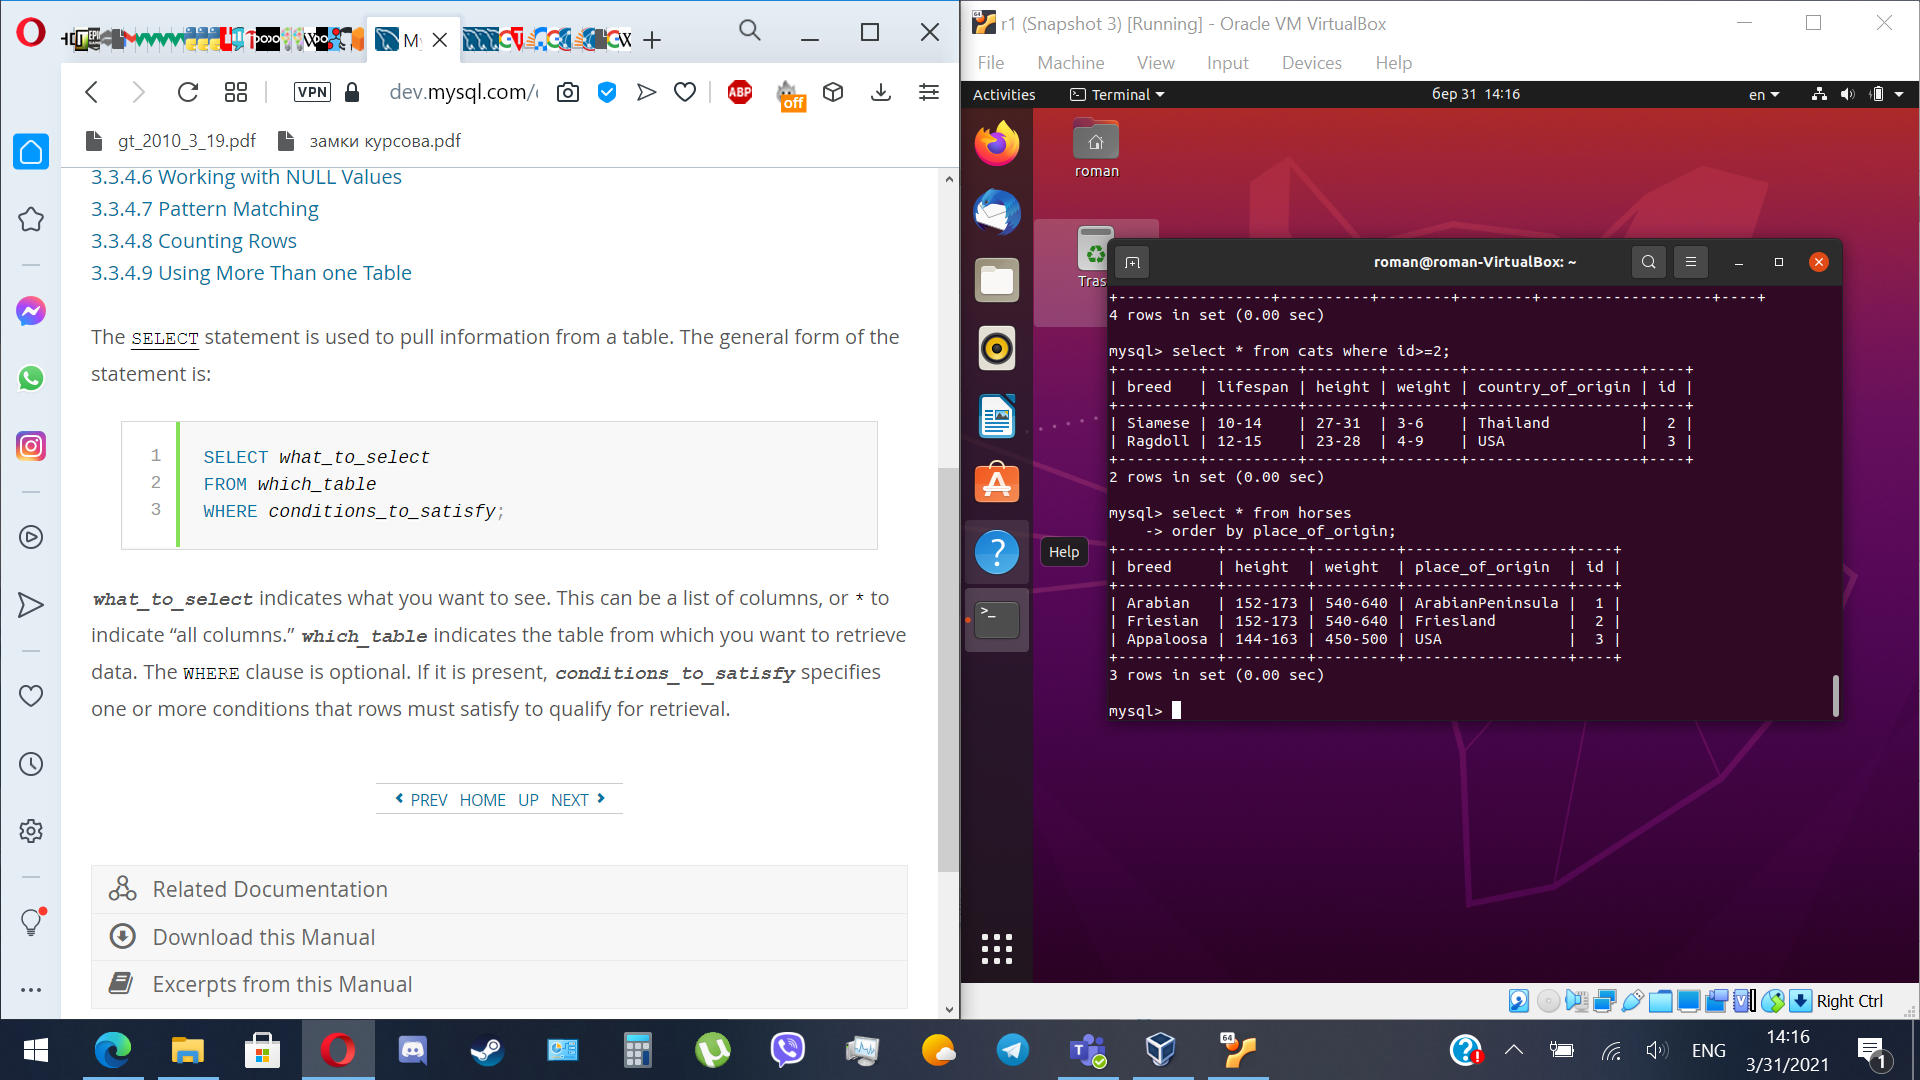 VPN
dev.mysql.com/
ABP
off
gt_2010_3_19.pdf
замки курсова.pdf
3.3.4.6 Working with NULL Values
3.3.4.7 Pattern Matching
3.3.4.8 Counting Rows
3.3.4.9 Using More Than one Table
The SELECT statement is used to pull information from a table. The general form of the
statement is:
1 SELECT what_to_select
2 FROM which_table
3 WHERE conditions_to_satisfy;
what_to_select indicates what you want to see. This can be a list of columns, or * to
indicate “all columns.” which_table indicates the table from which you want to retrieve
data. The WHERE clause is optional. If it is present, conditions_to_satisfy specifies
one or more conditions that rows must satisfy to qualify for retrieval.
PREV HOME UP NEXT
Related Documentation
Download this Manual
Excerpts from this Manual
r1 (Snapshot 3) [Running] - Oracle VM VirtualBox
File Machine View Input Devices Help
Activities Terminal бер 31 14:16 en
roman
Tras
Help
roman@roman-VirtualBox: ~
+-----------------+----------+--------+--------+-------------------+----+
4 rows in set (0.00 sec)
mysql> select * from cats where id>=2;
+---------+----------+--------+--------+-------------------+----+
| breed   | lifespan | height | weight | country_of_origin | id |
+---------+----------+--------+--------+-------------------+----+
| Siamese | 10-14    | 27-31  | 3-6    | Thailand          |  2 |
| Ragdoll | 12-15    | 23-28  | 4-9    | USA               |  3 |
+---------+----------+--------+--------+-------------------+----+
2 rows in set (0.00 sec)
mysql> select * from horses
    -> order by place_of_origin;
+-----------+---------+---------+------------------+----+
| breed     | height  | weight  | place_of_origin  | id |
+-----------+---------+---------+------------------+----+
| Arabian   | 152-173 | 540-640 | ArabianPeninsula |  1 |
| Friesian  | 152-173 | 540-640 | Friesland        |  2 |
| Appaloosa | 144-163 | 450-500 | USA              |  3 |
+-----------+---------+---------+------------------+----+
3 rows in set (0.00 sec)
mysql>
Right Ctrl
ENG
14:16
3/31/2021
1